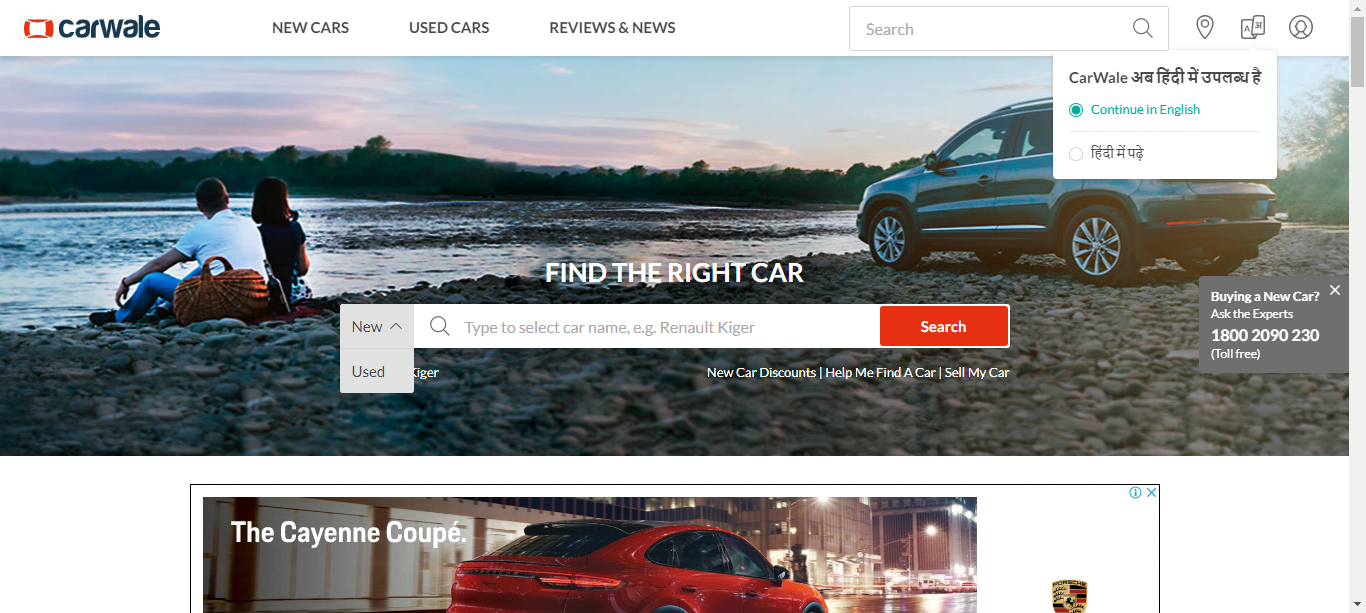 carwale
NEW CARS
USED CARS
REVIEWS & NEWS
Search
CarWale अब हिंदी में उपलब्ध है
Continue in English
हिंदी में पढ़े
FIND THE RIGHT CAR
New
Type to select car name, e.g. Renault Kiger
Search
Used
Kiger
New Car Discounts | Help Me Find A Car | Sell My Car
Buying a New Car?
Ask the Experts
1800 2090 230
(Toll free)
The Cayenne Coupé.
PORSCHE